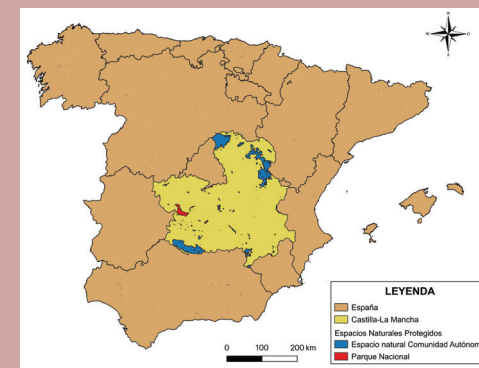 N
LEYENDA
España
Castilla-La Mancha
Espacios Naturales Protegidos
Espacio natural Comunidad Autónom
Parque Nacional
0 100 200 km